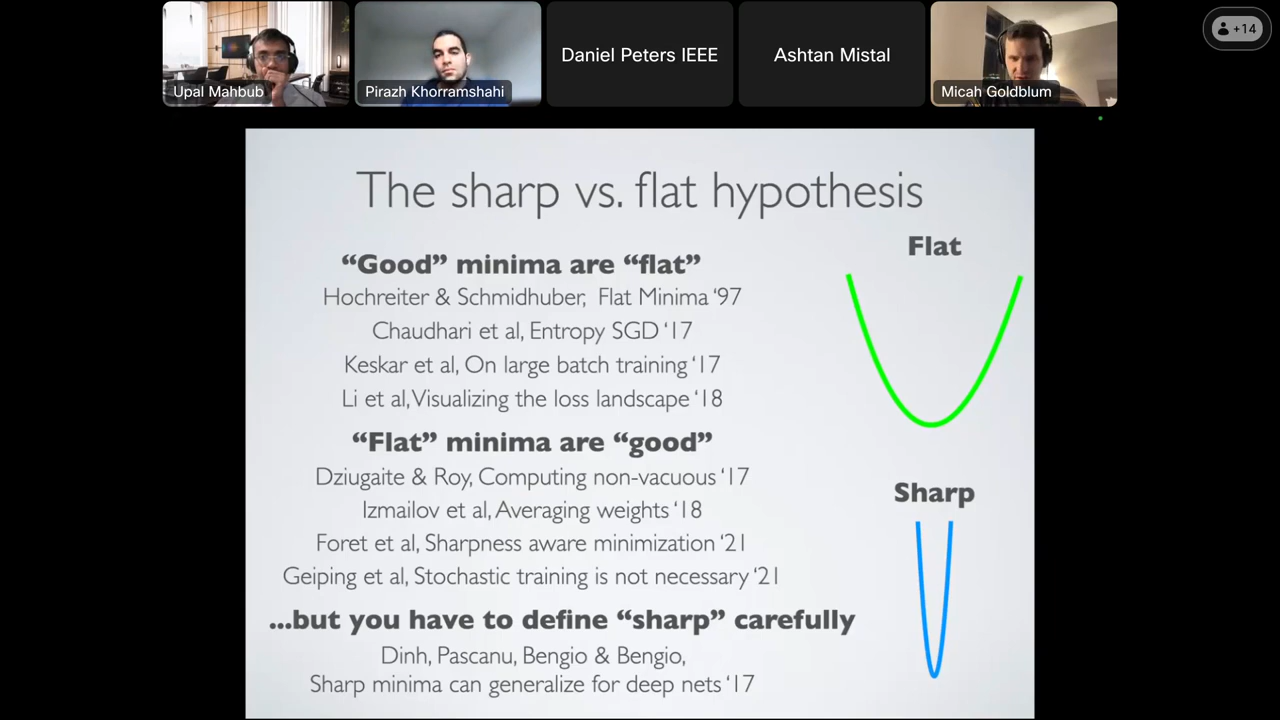 Upal Mahbub
Pirazh Khorramshahi
Daniel Peters IEEE
Ashtan Mistal
Micah Goldblum
+14
The sharp vs. flat hypothesis
“Good” minima are “flat”
Hochreiter & Schmidhuber, Flat Minima ‘97
Chaudhari et al, Entropy SGD ‘17
Keskar et al, On large batch training ‘17
Li et al, Visualizing the loss landscape ‘18
“Flat” minima are “good”
Dziugaite & Roy, Computing non-vacuous ‘17
Izmailov et al, Averaging weights ‘18
Foret et al, Sharpness aware minimization ‘21
Geiping et al, Stochastic training is not necessary ‘21
...but you have to define “sharp” carefully
Dinh, Pascanu, Bengio & Bengio,
Sharp minima can generalize for deep nets ‘17
Flat
Sharp